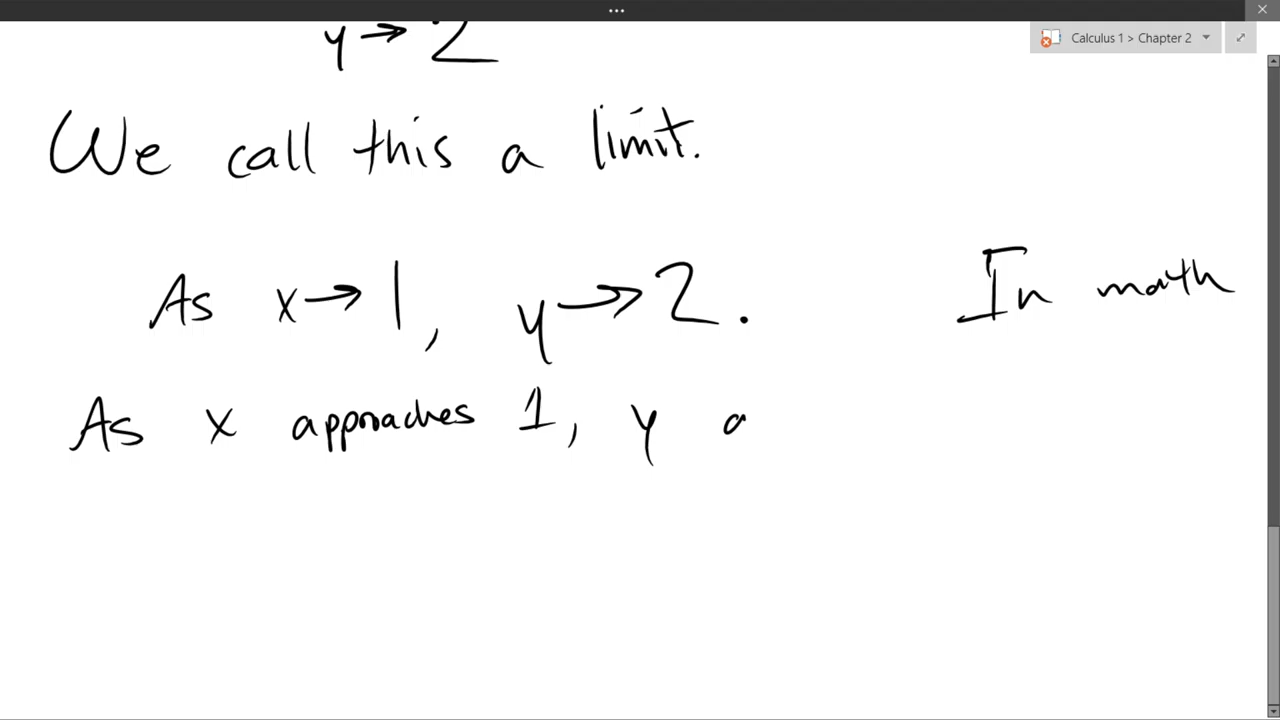 ...
Calculus 1 > Chapter 2
y → 2
We call this a limit.
As x → 1, y → 2. In math
As x approaches 1, y a